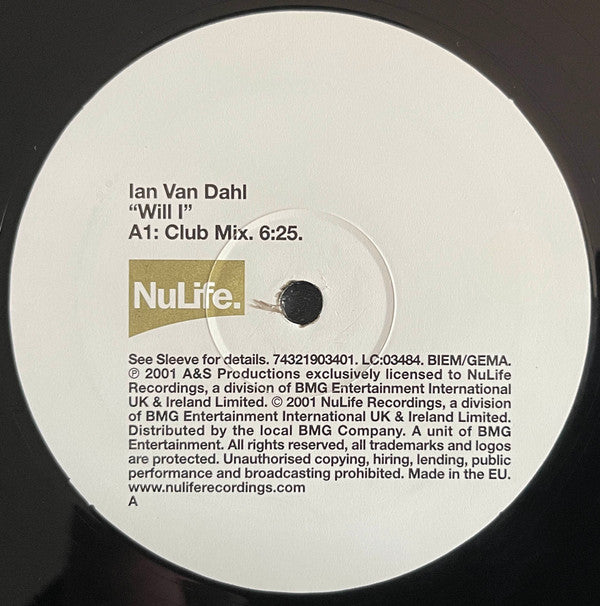 Ian Van Dahl
“Will I”
A1: Club Mix. 6:25.
NuLife.
See Sleeve for details. 74321903401. LC:03484. BIEM/GEMA.
℗ 2001 A&S Productions exclusively licensed to NuLife
Recordings, a division of BMG Entertainment International
UK & Ireland Limited. © 2001 NuLife Recordings, a division
of BMG Entertainment International UK & Ireland Limited.
Distributed by the local BMG Company. A unit of BMG
Entertainment. All rights reserved, all trademarks and logos
are protected. Unauthorised copying, hiring, lending, public
performance and broadcasting prohibited. Made in the EU.
www.nuliferecordings.com
A